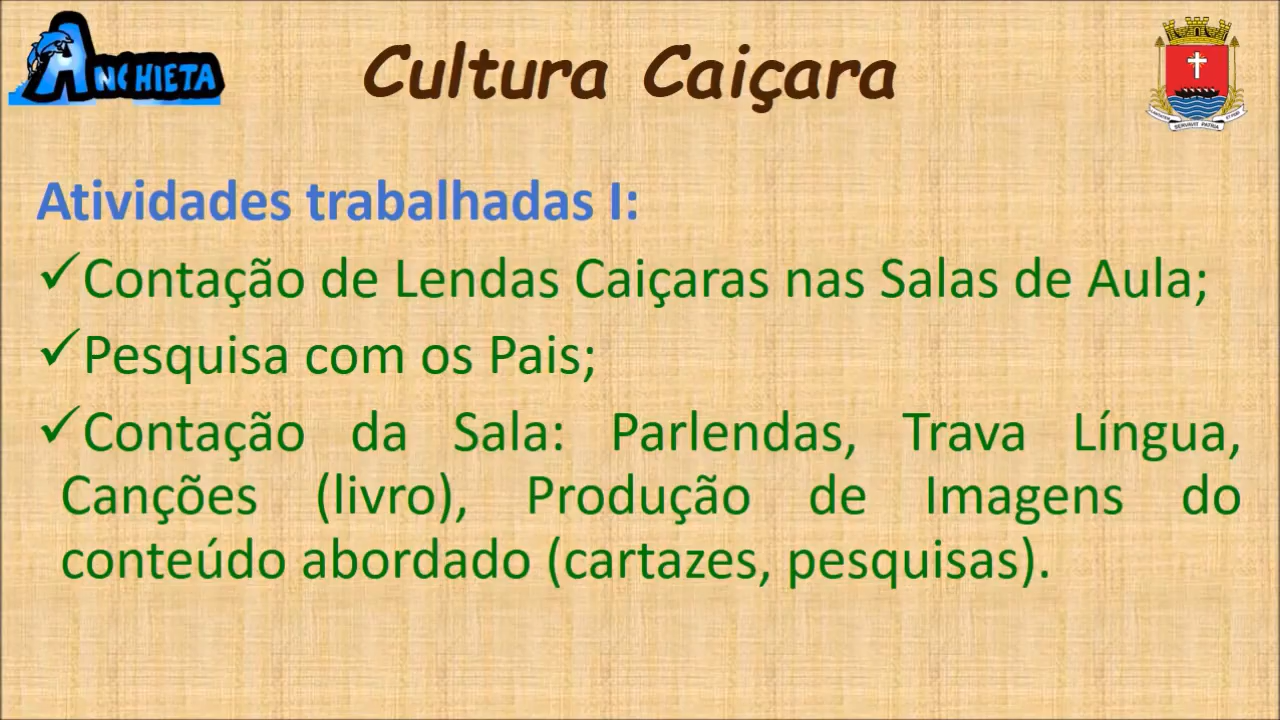 ANCHIETA
Cultura Caiçara
Atividades trabalhadas I:
✓Contação de Lendas Caiçaras nas Salas de Aula;
✓Pesquisa com os Pais;
✓Contação da Sala: Parlendas, Trava Língua,
Canções (livro), Produção de Imagens do
conteúdo abordado (cartazes, pesquisas).